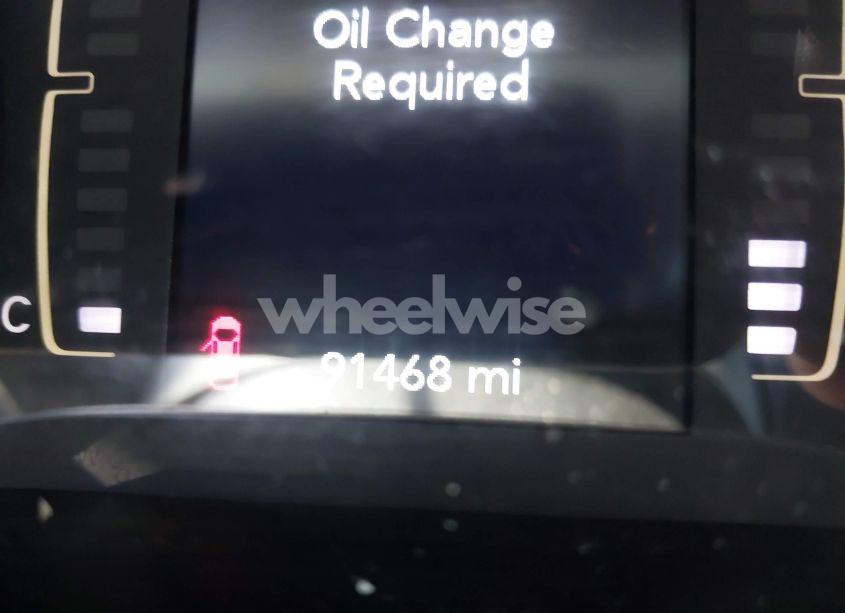 Oil Change
Required
C
wheelwise
91468 mi